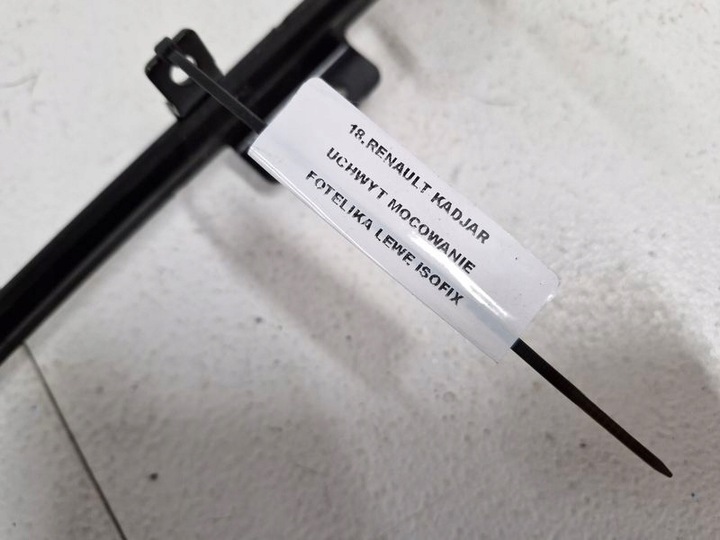 18.RENAULT KADJAR
UCHWYT MOCOWANIE
FOTELIKA LEWE ISOFIX